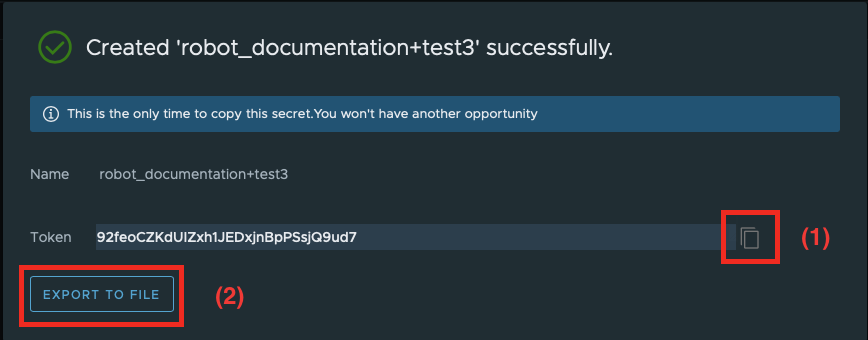 Created 'robot_documentation+test3' successfully.
This is the only time to copy this secret.You won't have another opportunity
Name robot_documentation+test3
Token 92feoCZKdUlZxh1JEDxjnBpPSsjQ9ud7
(1)
EXPORT TO FILE
(2)